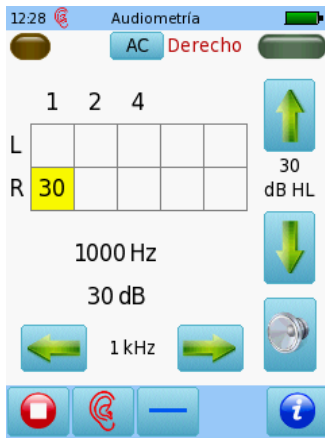 12:28 Audiometría
AC Derecho
1 2 4
L
R 30
30
dB HL
1000 Hz
30 dB
1 kHz
i